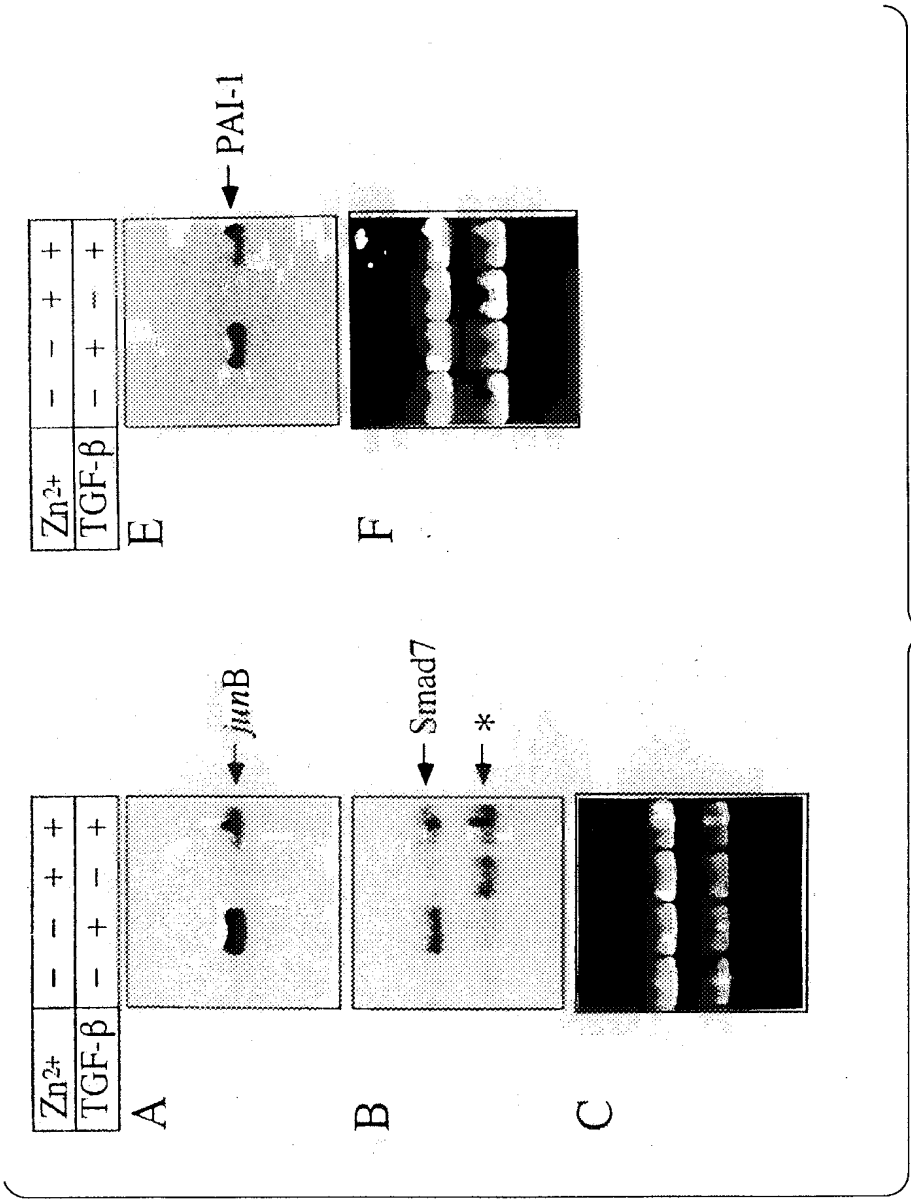 Zn2+ − − + +
TGF-β − + − +
A
junB
B
Smad7
*
C
Zn2+ − − + +
TGF-β − + − +
E
PAI-1
F